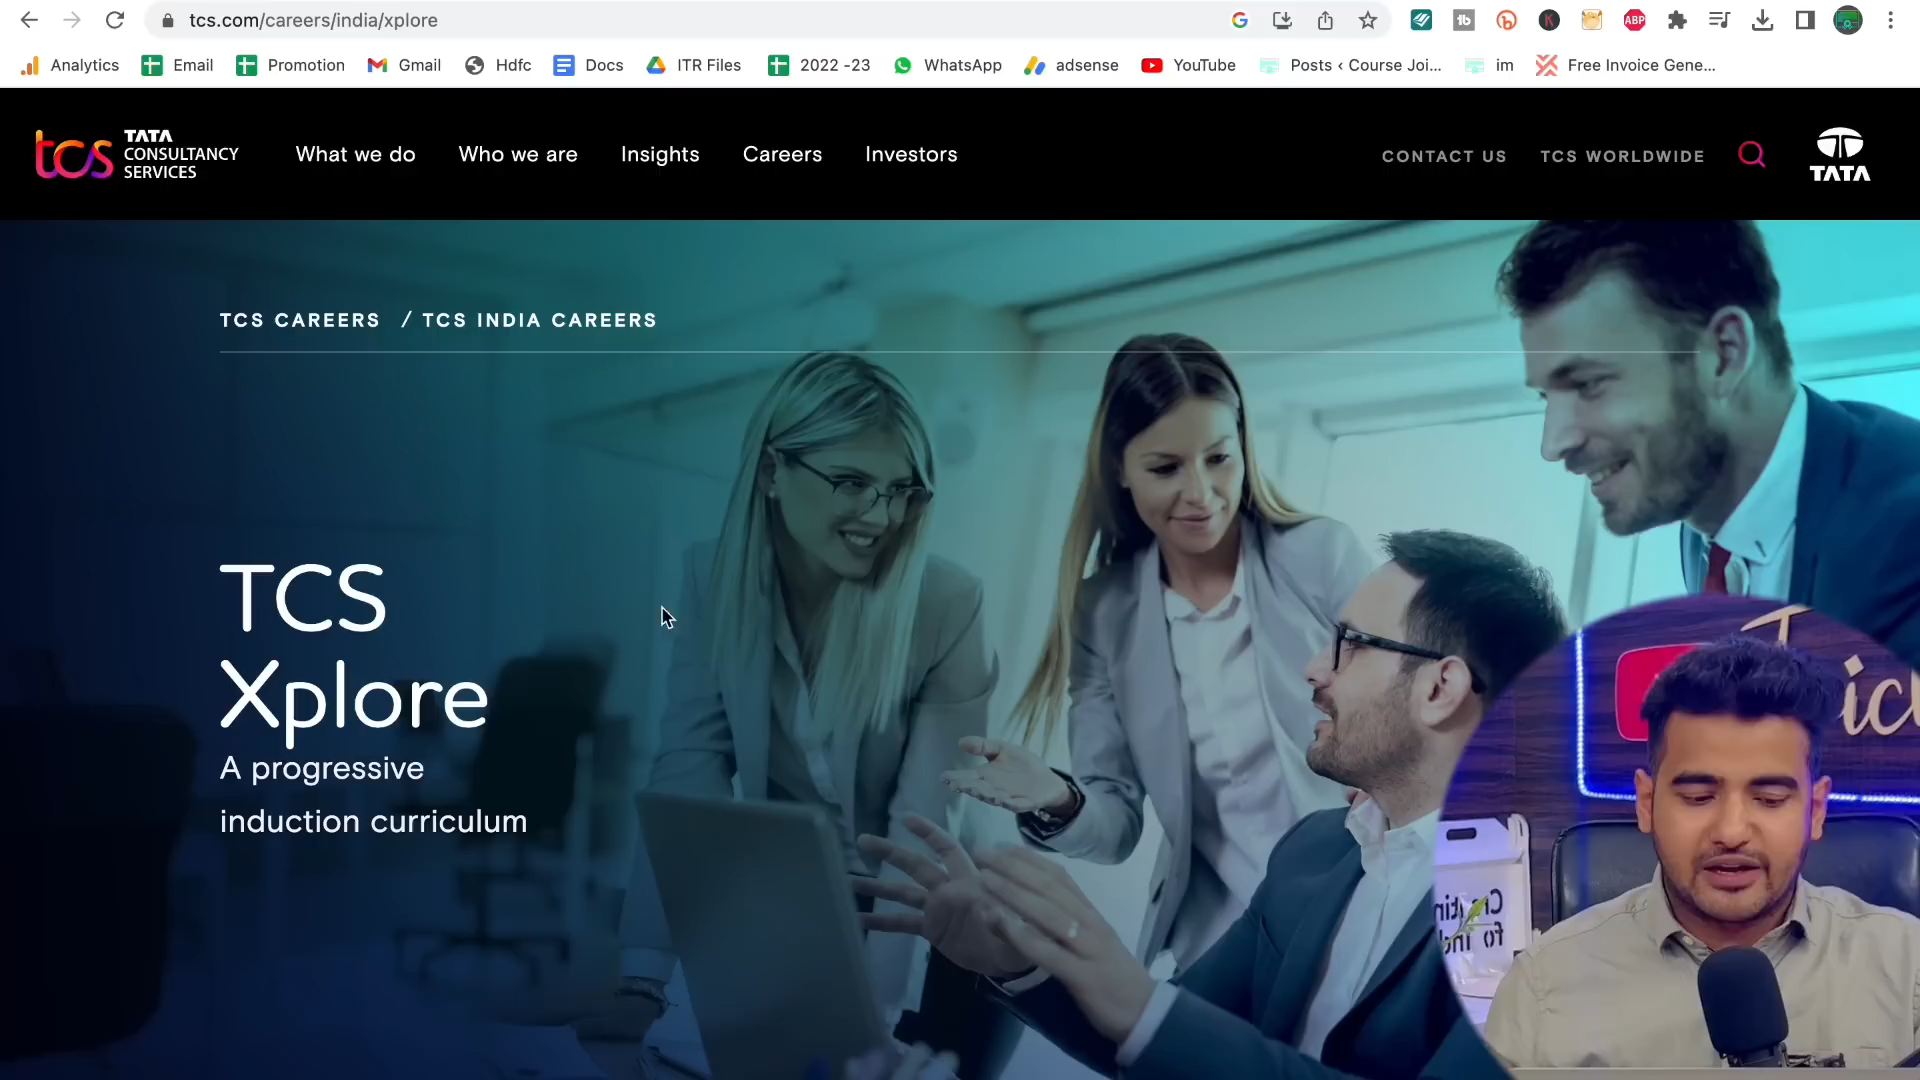 tcs.com/careers/india/xplore
Analytics Email Promotion Gmail Hdfc Docs ITR Files 2022 -23 WhatsApp adsense YouTube Posts ‹ Course Joi... im Free Invoice Gene...
ABP
tcs TATA
CONSULTANCY
SERVICES
What we do Who we are Insights Careers Investors
CONTACT US TCS WORLDWIDE
TATA
TCS CAREERS / TCS INDIA CAREERS
TCS
Xplore
A progressive
induction curriculum